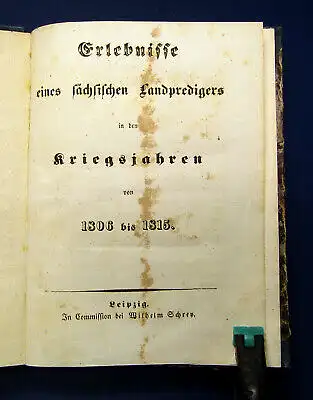 Erlebnisse
eines sächsischen Landpredigers
in den
Kriegsjahren
von
1806 bis 1815.
Leipzig.
In Commission bei Wilhelm Schrey.